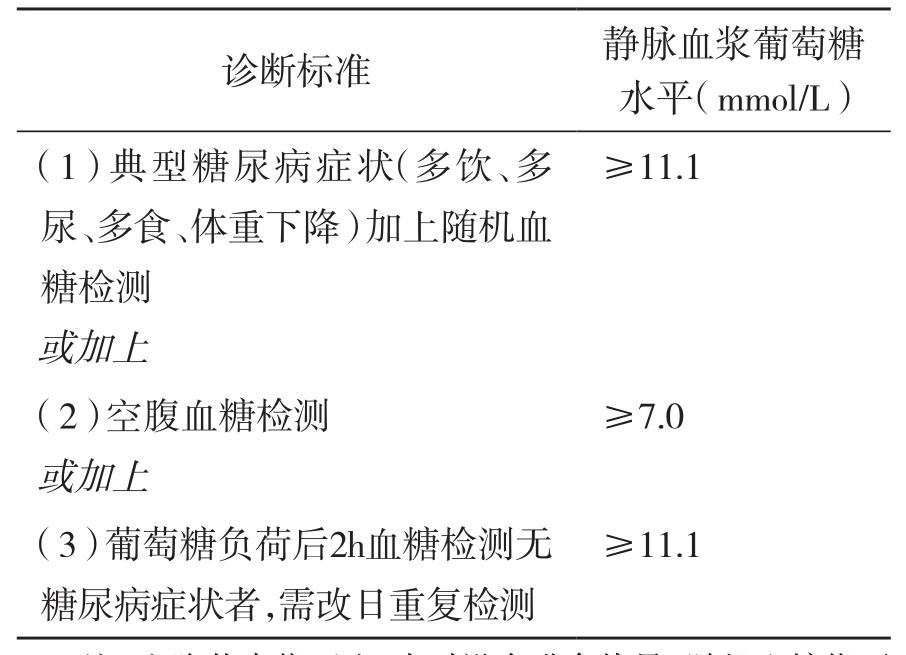 诊断标准
静脉血浆葡萄糖
水平(mmol/L)
(1)典型糖尿病症状(多饮、多 ≥11.1
尿、多食、体重下降)加上随机血
糖检测
或加上
(2)空腹血糖检测 ≥7.0
或加上
(3)葡萄糖负荷后2h血糖检测无 ≥11.1
糖尿病症状者,需改日重复检测